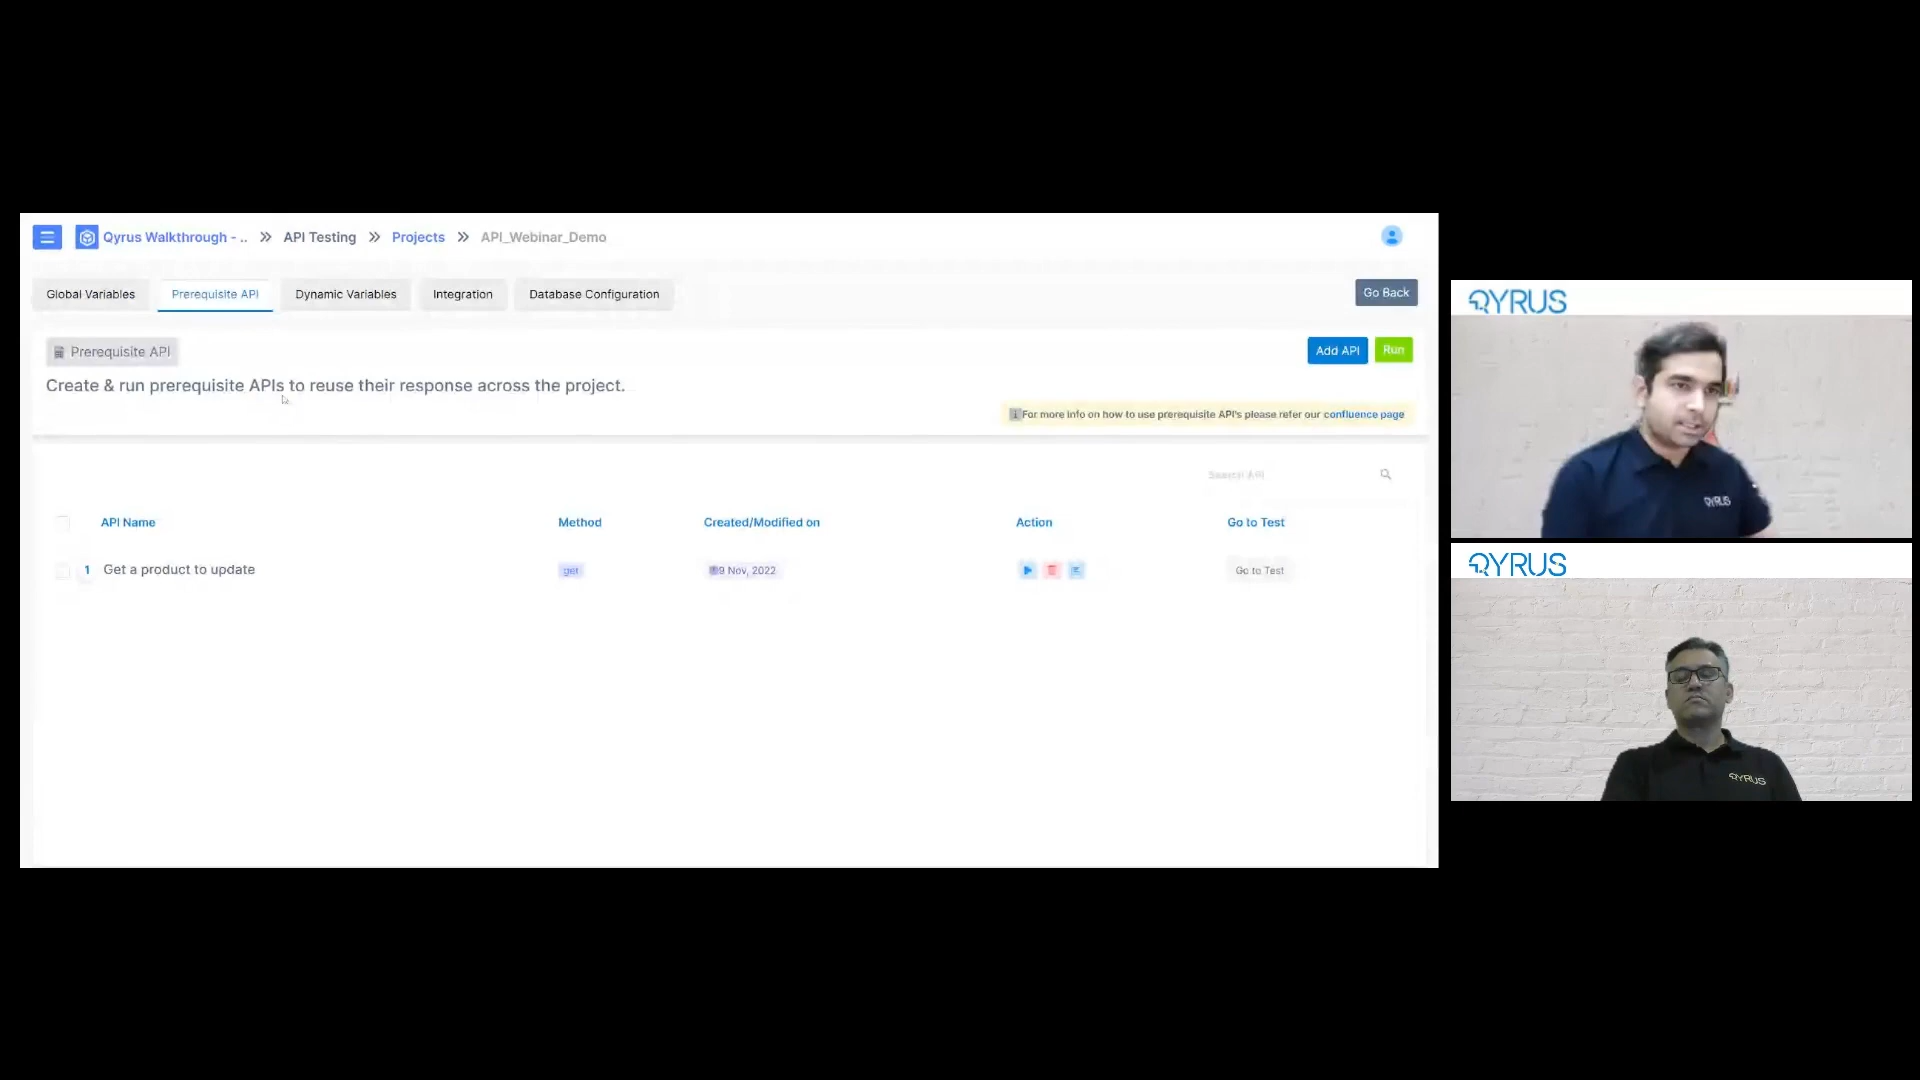 Qyrus Walkthrough - .. >> API Testing >> Projects >> API_Webinar_Demo
Global Variables Prerequisite API Dynamic Variables Integration Database Configuration Go Back
Prerequisite API Add API Run
Create & run prerequisite APIs to reuse their response across the project.
For more info on how to use prerequisite API's please refer our confluence page
Search API
API Name Method Created/Modified on Action Go to Test
1 Get a product to update get 9 Nov, 2022 Go to Test
QYRUS
QYRUS
QYRUS
QYRUS